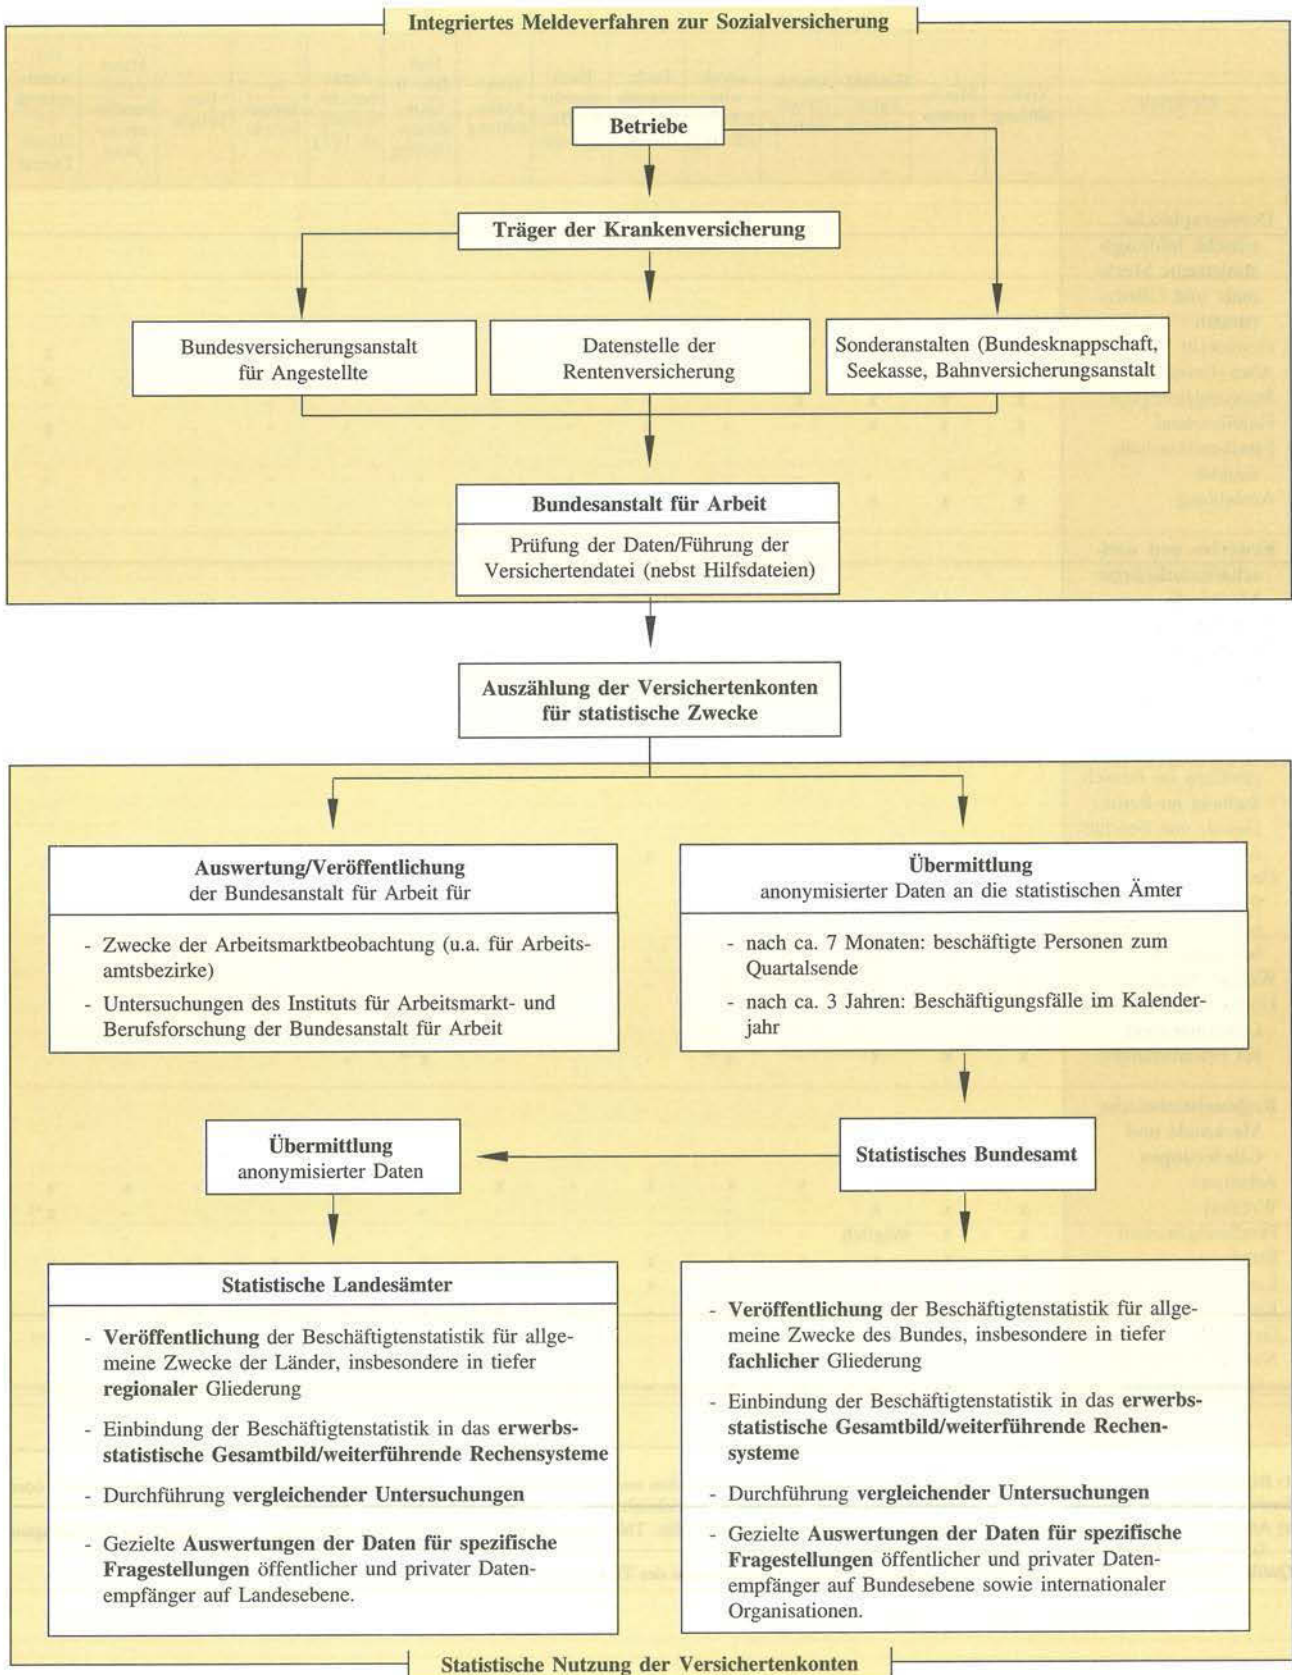 Integriertes Meldeverfahren zur Sozialversicherung
Betriebe
Träger der Krankenversicherung
Bundesversicherungsanstalt
für Angestellte
Datenstelle der
Rentenversicherung
Sonderanstalten (Bundesknappschaft,
Seekasse, Bahnversicherungsanstalt
Bundesanstalt für Arbeit
Prüfung der Daten/Führung der
Versichertendatei (nebst Hilfsdateien)
Auszählung der Versichertenkonten
für statistische Zwecke
Auswertung/Veröffentlichung
der Bundesanstalt für Arbeit für
- Zwecke der Arbeitsmarktbeobachtung (u.a. für Arbeits-
amtsbezirke)
- Untersuchungen des Instituts für Arbeitsmarkt- und
Berufsforschung der Bundesanstalt für Arbeit
Übermittlung
anonymisierter Daten an die statistischen Ämter
- nach ca. 7 Monaten: beschäftigte Personen zum
Quartalsende
- nach ca. 3 Jahren: Beschäftigungsfälle im Kalender-
jahr
Übermittlung
anonymisierter Daten
Statistisches Bundesamt
Statistische Landesämter
- Veröffentlichung der Beschäftigtenstatistik für allge-
meine Zwecke der Länder, insbesondere in tiefer
regionaler Gliederung
- Einbindung der Beschäftigtenstatistik in das erwerbs-
statistische Gesamtbild/weiterführende Rechensysteme
- Durchführung vergleichender Untersuchungen
- Gezielte Auswertungen der Daten für spezifische
Fragestellungen öffentlicher und privater Daten-
empfänger auf Landesebene.
- Veröffentlichung der Beschäftigtenstatistik für allge-
meine Zwecke des Bundes, insbesondere in tiefer
fachlicher Gliederung
- Einbindung der Beschäftigtenstatistik in das erwerbs-
statistische Gesamtbild/weiterführende Rechen-
systeme
- Durchführung vergleichender Untersuchungen
- Gezielte Auswertungen der Daten für spezifische
Fragestellungen öffentlicher und privater Daten-
empfänger auf Bundesebene sowie internationaler
Organisationen.
Statistische Nutzung der Versichertenkonten